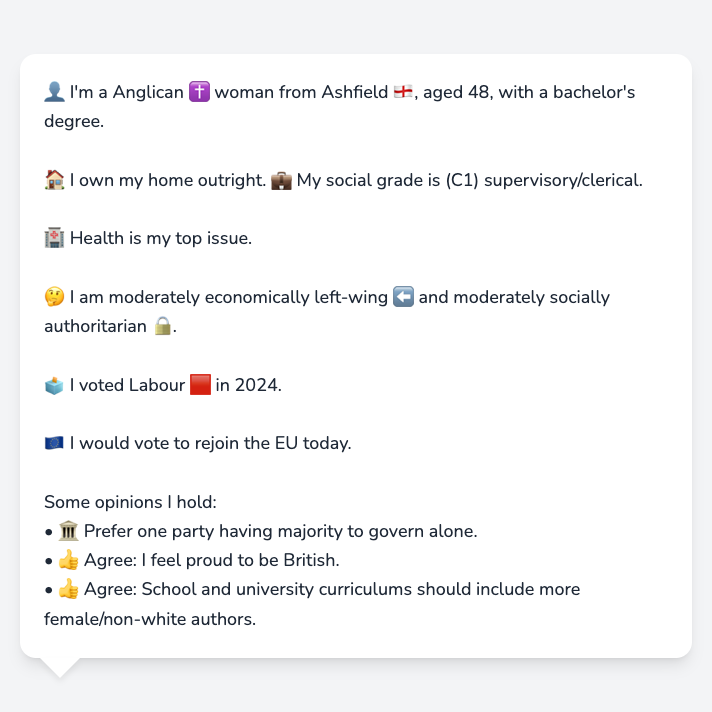 👤 I'm a Anglican ✝️ woman from Ashfield 🏴󠁧󠁢󠁥󠁮󠁧󠁿, aged 48, with a bachelor's
degree.
🏠 I own my home outright. 💼 My social grade is (C1) supervisory/clerical.
🏥 Health is my top issue.
🤔 I am moderately economically left-wing ⬅️ and moderately socially
authoritarian 🔒.
🗳️ I voted Labour 🟥 in 2024.
🇪🇺 I would vote to rejoin the EU today.
Some opinions I hold:
• 🏛️ Prefer one party having majority to govern alone.
• 👍 Agree: I feel proud to be British.
• 👍 Agree: School and university curriculums should include more
female/non-white authors.